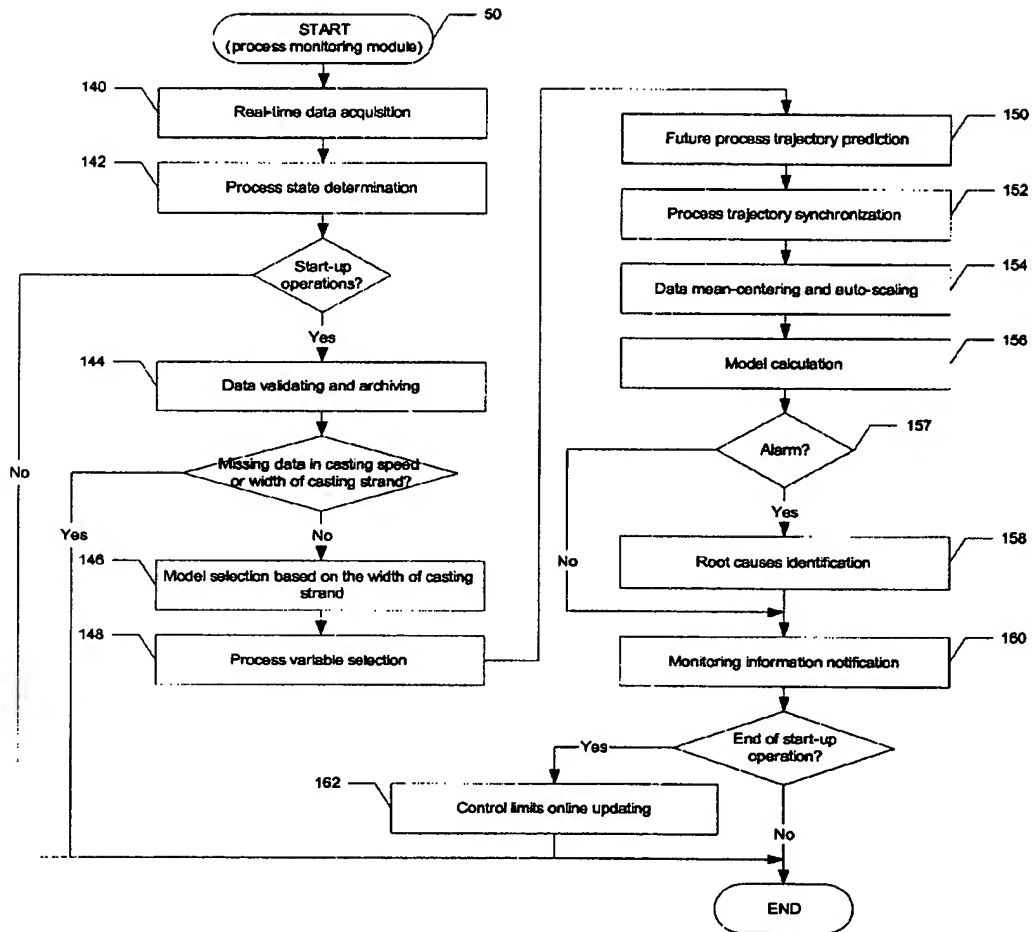 START
(process monitoring module)
50
140
Real-time data acquisition
142
Process state determination
Start-up
operations?
Yes
No
144
Data validating and archiving
Missing data in casting speed
or width of casting strand?
Yes
No
146
Model selection based on the width of casting
strand
148
Process variable selection
150
Future process trajectory prediction
152
Process trajectory synchronization
154
Data mean-centering and auto-scaling
156
Model calculation
157
Alarm?
Yes
No
158
Root causes identification
160
Monitoring information notification
End of start-up
operation?
Yes
162
Control limits online updating
No
END